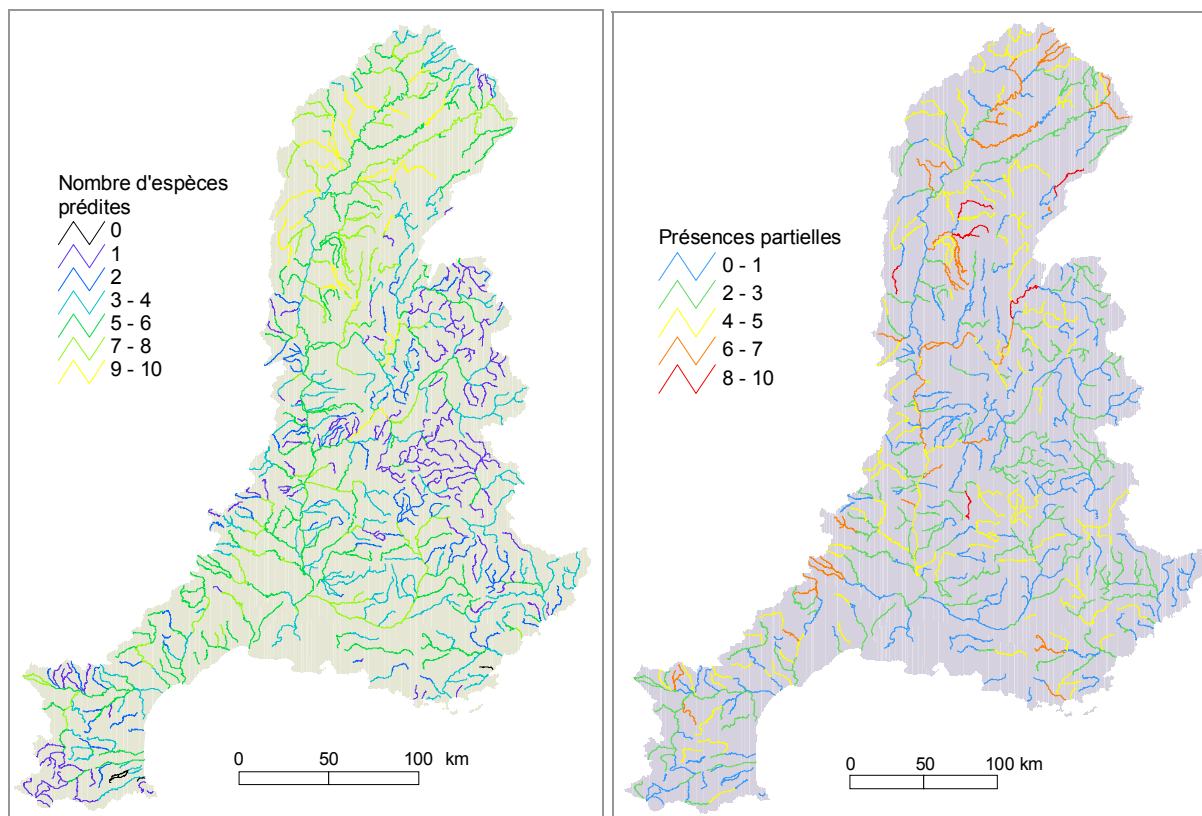 Nombre d'espèces
prédites
0
1
2
3 - 4
5 - 6
7 - 8
9 - 10
0 50 100 km
Présences partielles
0 - 1
2 - 3
4 - 5
6 - 7
8 - 10
0 50 100 km